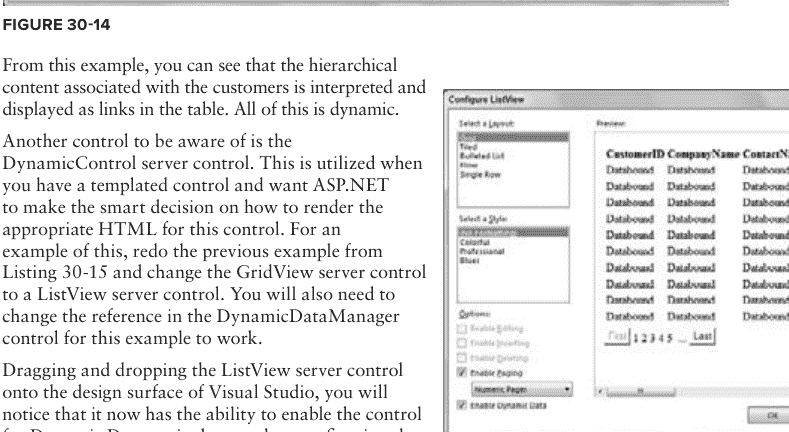 FIGURE 30-14
From this example, you can see that the hierarchical
content associated with the customers is interpreted and
displayed as links in the table. All of this is dynamic.
Another control to be aware of is the
DynamicControl server control. This is utilized when
you have a templated control and want ASP.NET
to make the smart decision on how to render the
appropriate HTML for this control. For an
example of this, redo the previous example from
Listing 30-15 and change the GridView server control
to a ListView server control. You will also need to
change the reference in the DynamicDataManager
control for this example to work.
Dragging and dropping the ListView server control
onto the design surface of Visual Studio, you will
notice that it now has the ability to enable the control
Configure ListView
Select a Layout:
Tiled
Bulleted List
Flow
Single Row
Select a Style:
Colorful
Professional
Blues
Options:
Enable Editing
Enable Inserting
Enable Deleting
Enable Paging
Numeric Pager
Enable Dynamic Data
Preview:
CustomerID CompanyName
Databound Databound Databound
Databound Databound Databound
Databound Databound Databound
Databound Databound Databound
Databound Databound Databound
Databound Databound Databound
Databound Databound Databound
Databound Databound Databound
Databound Databound Databound
Databound Databound Databound
First 1 2 3 4 5 ... Last
OK